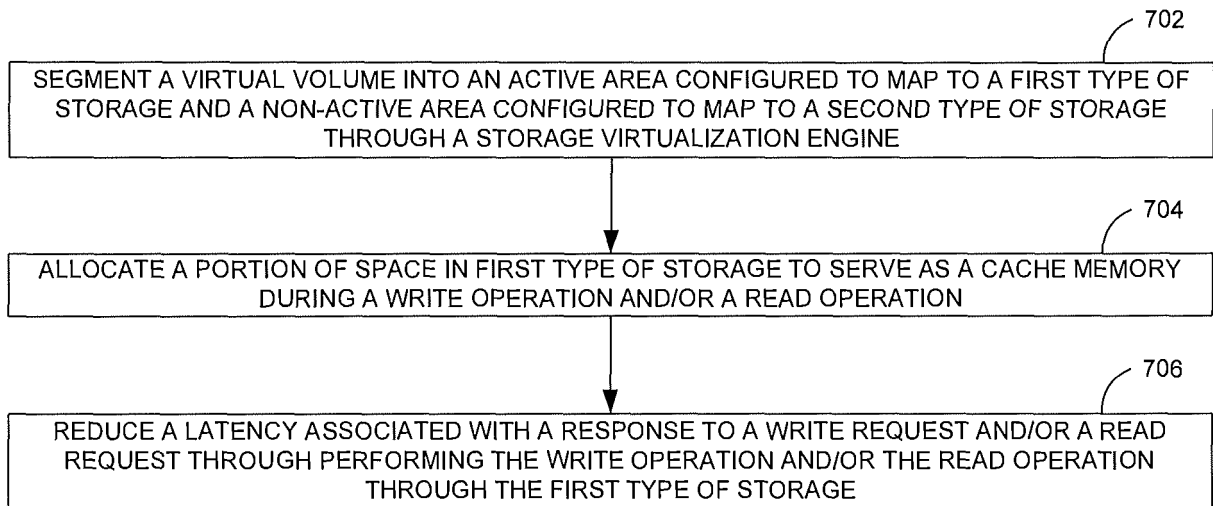 702
SEGMENT A VIRTUAL VOLUME INTO AN ACTIVE AREA CONFIGURED TO MAP TO A FIRST TYPE OF
STORAGE AND A NON-ACTIVE AREA CONFIGURED TO MAP TO A SECOND TYPE OF STORAGE
THROUGH A STORAGE VIRTUALIZATION ENGINE
704
ALLOCATE A PORTION OF SPACE IN FIRST TYPE OF STORAGE TO SERVE AS A CACHE MEMORY
DURING A WRITE OPERATION AND/OR A READ OPERATION
706
REDUCE A LATENCY ASSOCIATED WITH A RESPONSE TO A WRITE REQUEST AND/OR A READ
REQUEST THROUGH PERFORMING THE WRITE OPERATION AND/OR THE READ OPERATION
THROUGH THE FIRST TYPE OF STORAGE